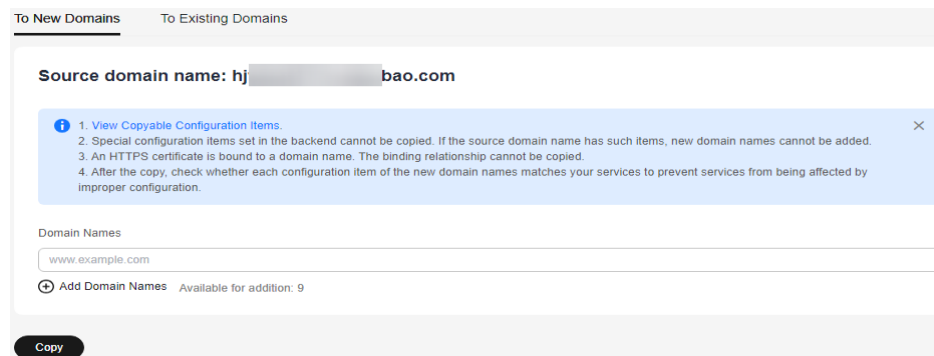 To New Domains To Existing Domains
Source domain name: hj bao.com
1. View Copyable Configuration Items.
2. Special configuration items set in the backend cannot be copied. If the source domain name has such items, new domain names cannot be added.
3. An HTTPS certificate is bound to a domain name. The binding relationship cannot be copied.
4. After the copy, check whether each configuration item of the new domain names matches your services to prevent services from being affected by
improper configuration.
Domain Names
www.example.com
Add Domain Names Available for addition: 9
Copy